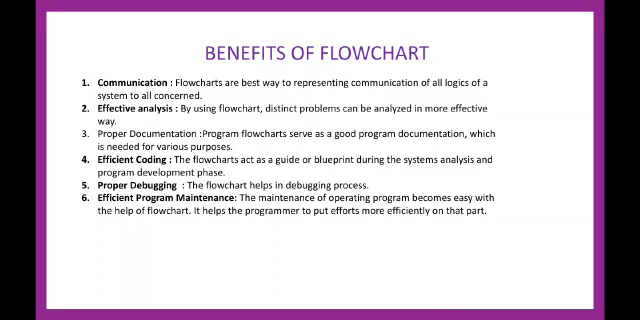 BENEFITS OF FLOWCHART
1. Communication : Flowcharts are best way to representing communication of all logics of a
system to all concerned.
2. Effective analysis : By using flowchart, distinct problems can be analyzed in more effective
way.
3. Proper Documentation :Program flowcharts serve as a good program documentation, which
is needed for various purposes.
4. Efficient Coding : The flowcharts act as a guide or blueprint during the systems analysis and
program development phase.
5. Proper Debugging : The flowchart helps in debugging process.
6. Efficient Program Maintenance: The maintenance of operating program becomes easy with
the help of flowchart. It helps the programmer to put efforts more efficiently on that part.